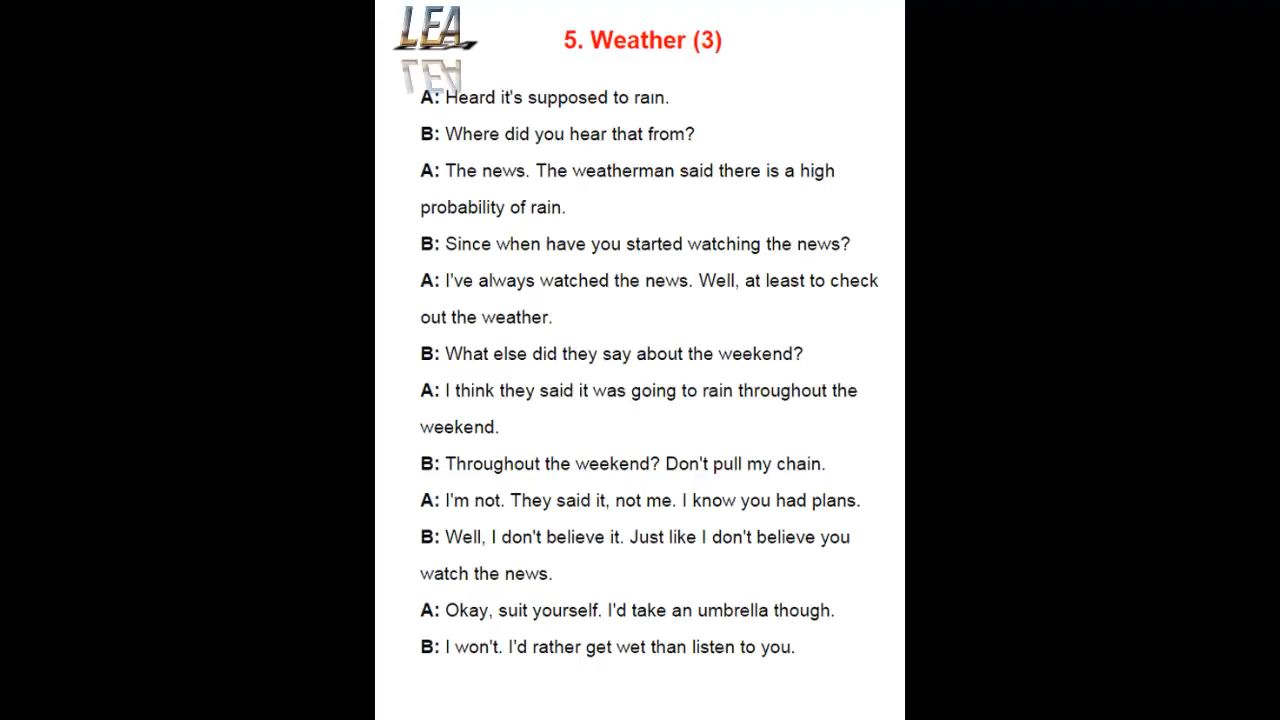 LEA
5. Weather (3)
A: Heard it's supposed to rain.
B: Where did you hear that from?
A: The news. The weatherman said there is a high
probability of rain.
B: Since when have you started watching the news?
A: I've always watched the news. Well, at least to check
out the weather.
B: What else did they say about the weekend?
A: I think they said it was going to rain throughout the
weekend.
B: Throughout the weekend? Don't pull my chain.
A: I'm not. They said it, not me. I know you had plans.
B: Well, I don't believe it. Just like I don't believe you
watch the news.
A: Okay, suit yourself. I'd take an umbrella though.
B: I won't. I'd rather get wet than listen to you.